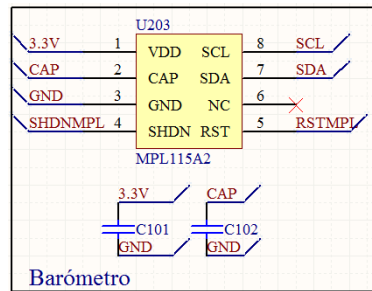 U203
3.3V 1 VDD SCL 8 SCL
CAP 2 CAP SDA 7 SDA
GND 3 GND NC 6
SHDNMPL 4 SHDN RST 5 RSTMPL
MPL115A2
3.3V CAP
C101 C102
GND GND
Barómetro